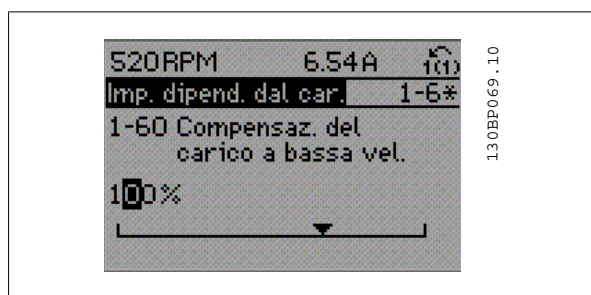 520RPM 6.54A 1(1)
Imp. dipend. dal car. 1-6*
1-60 Compensaz. del
carico a bassa vel.
100%
130BP069.10